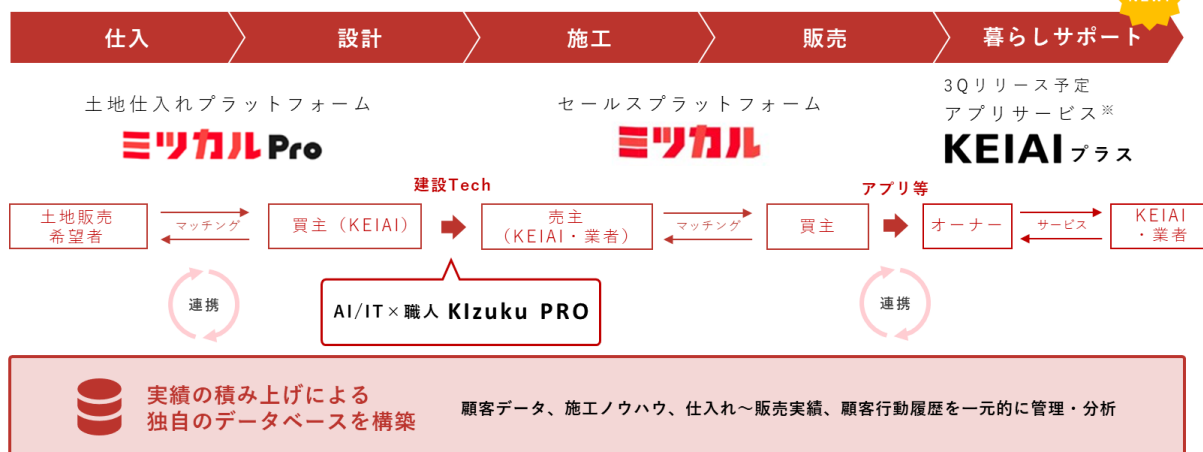 仕入
設計
施工
販売
暮らしサポート
土地仕入れプラットフォーム
ミツカルPro
セールスプラットフォーム
ミツカル
3Qリリース予定
アプリサービス※
KEIAIプラス
建設Tech
アプリ等
土地販売
希望者
マッチング
買主（KEIAI）
売主
（KEIAI・業者）
マッチング
買主
オーナー
サービス
KEIAI
・業者
連携
AI/IT×職人 KIzuku PRO
連携
実績の積み上げによる
独自のデータベースを構築
顧客データ、施工ノウハウ、仕入れ～販売実績、顧客行動履歴を一元的に管理・分析